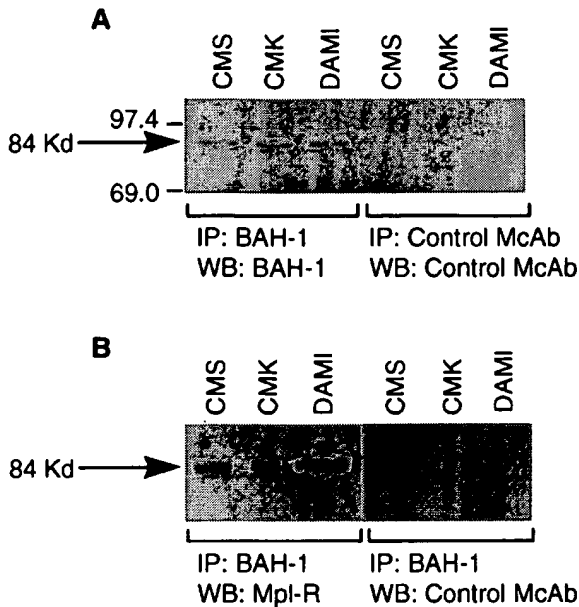 A
CMS CMK DAMI CMS CMK DAMI
97.4
84 Kd
69.0
IP: BAH-1 IP: Control McAb
WB: BAH-1 WB: Control McAb
B
CMS CMK DAMI CMS CMK DAMI
84 Kd
IP: BAH-1 IP: BAH-1
WB: Mpl-R WB: Control McAb